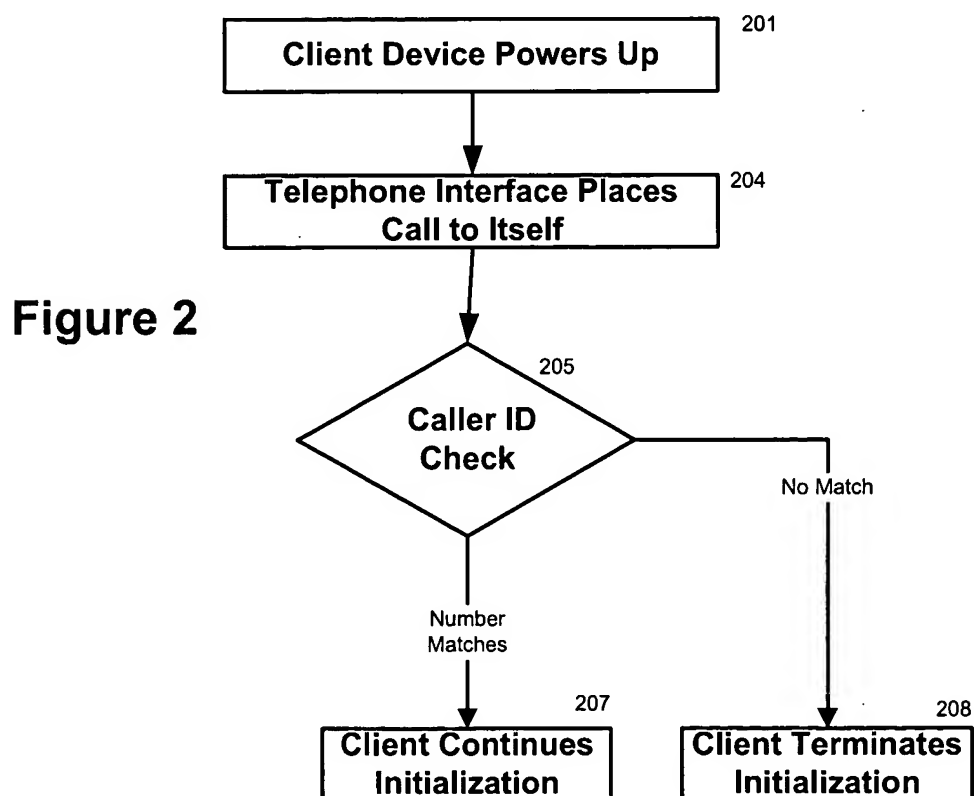 201
Client Device Powers Up
204
Telephone Interface Places
Call to Itself
Figure 2
205
Caller ID
Check
No Match
Number
Matches
207
208
Client Continues
Initialization
Client Terminates
Initialization